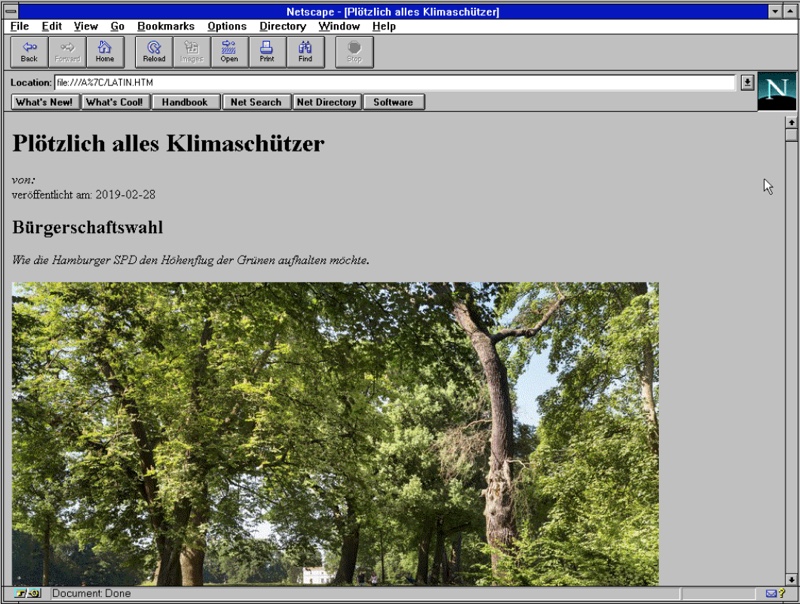 Netscape - [Plötzlich alles Klimaschützer]
File Edit View Go Bookmarks Options Directory Window Help
Back Forward Home Reload Images Open Print Find Stop
Location: file:///A%7C/LATIN.HTM
N
What's New! What's Cool! Handbook Net Search Net Directory Software
Plötzlich alles Klimaschützer
von:
veröffentlicht am: 2019-02-28
Bürgerschaftswahl
Wie die Hamburger SPD den Höhenflug der Grünen aufhalten möchte.
Document: Done
?